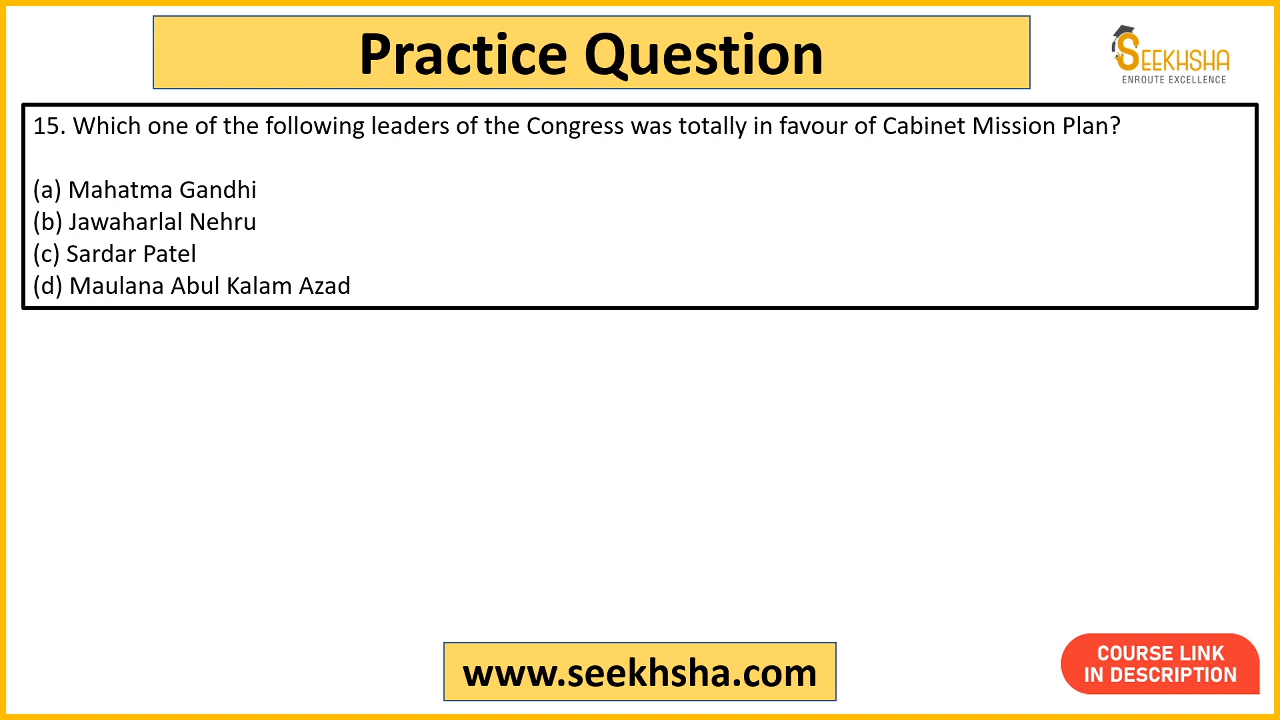 Practice Question
SEEKHSHA
ENROUTE EXCELLENCE
15. Which one of the following leaders of the Congress was totally in favour of Cabinet Mission Plan?
(a) Mahatma Gandhi
(b) Jawaharlal Nehru
(c) Sardar Patel
(d) Maulana Abul Kalam Azad
www.seekhsha.com
COURSE LINK
IN DESCRIPTION